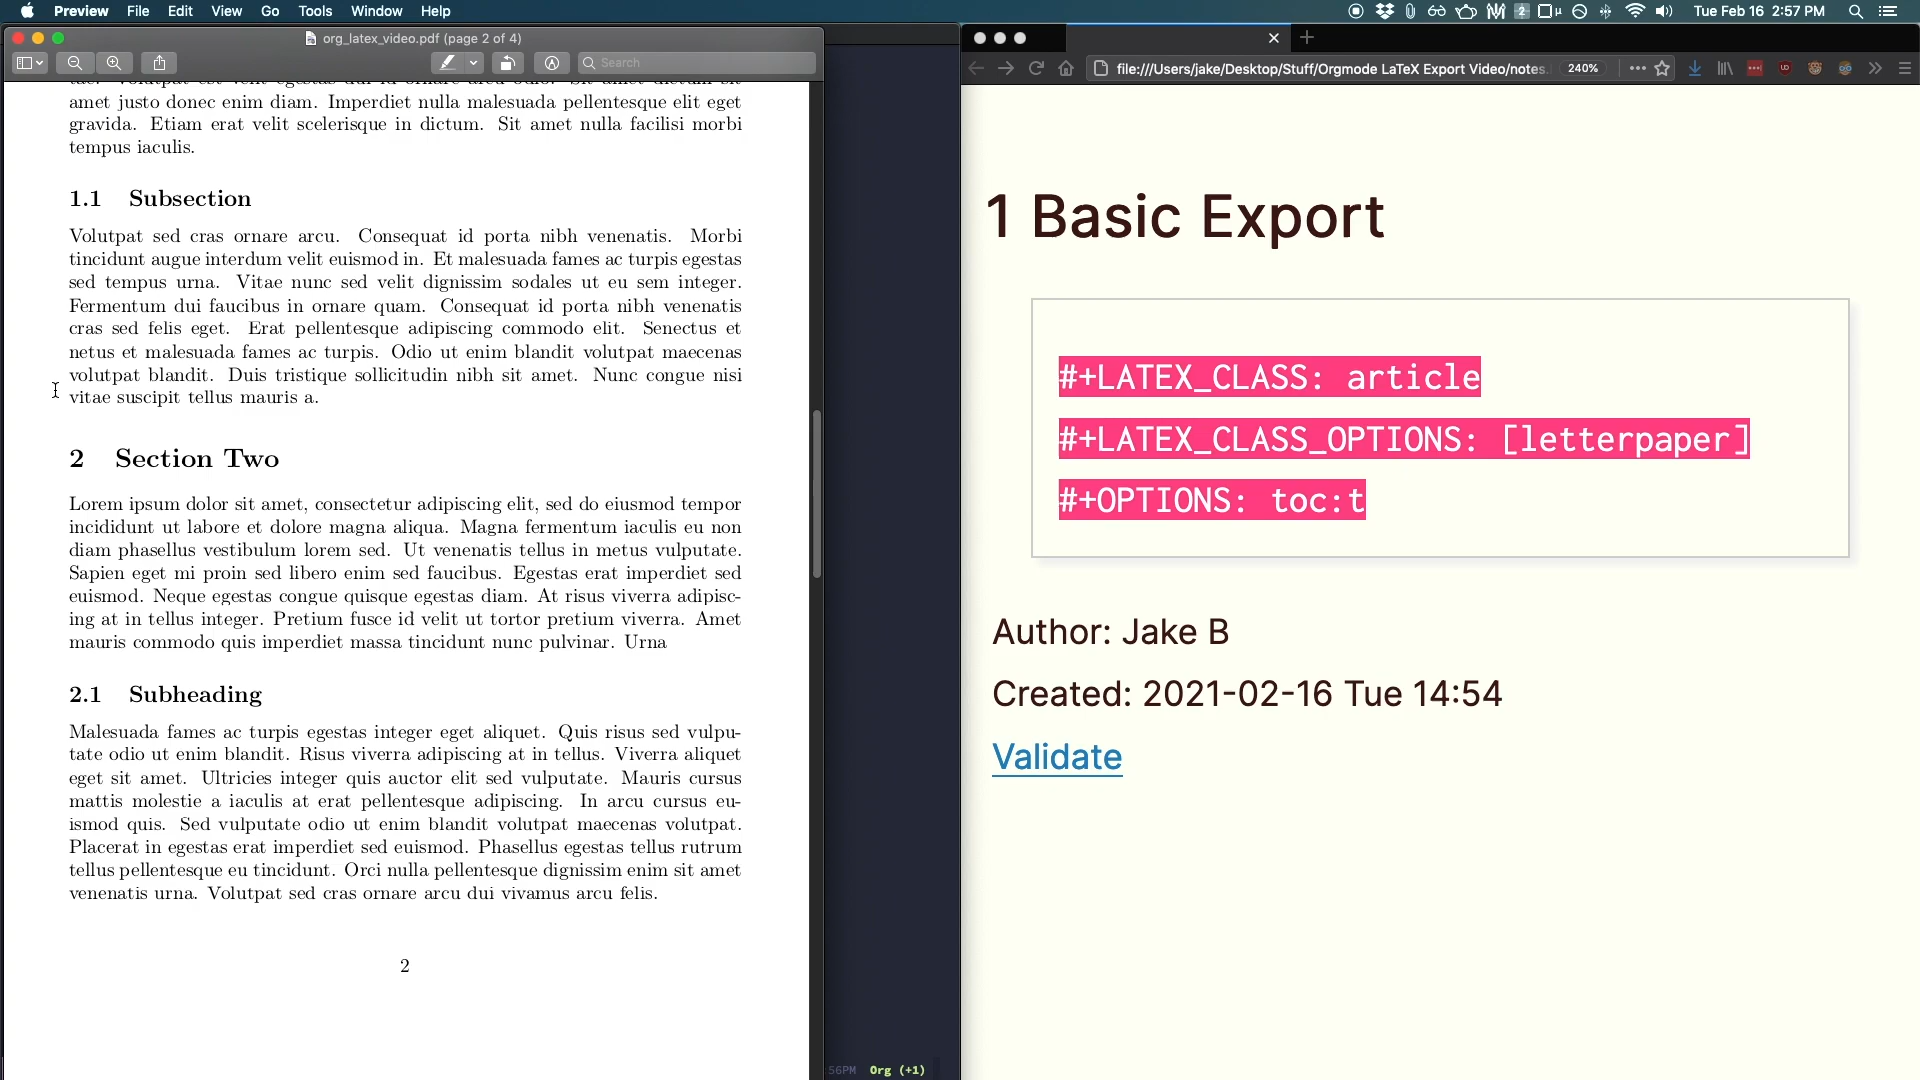 Preview File Edit View Go Tools Window Help
Tue Feb 16 2:57 PM
org_latex_video.pdf (page 2 of 4)
Search
amet justo donec enim diam. Imperdiet nulla malesuada pellentesque elit eget
gravida. Etiam erat velit scelerisque in dictum. Sit amet nulla facilisi morbi
tempus iaculis.
1.1 Subsection
Volutpat sed cras ornare arcu. Consequat id porta nibh venenatis. Morbi
tincidunt augue interdum velit euismod in. Et malesuada fames ac turpis egestas
sed tempus urna. Vitae nunc sed velit dignissim sodales ut eu sem integer.
Fermentum dui faucibus in ornare quam. Consequat id porta nibh venenatis
cras sed felis eget. Erat pellentesque adipiscing commodo elit. Senectus et
netus et malesuada fames ac turpis. Odio ut enim blandit volutpat maecenas
volutpat blandit. Duis tristique sollicitudin nibh sit amet. Nunc congue nisi
vitae suscipit tellus mauris a.
2 Section Two
Lorem ipsum dolor sit amet, consectetur adipiscing elit, sed do eiusmod tempor
incididunt ut labore et dolore magna aliqua. Magna fermentum iaculis eu non
diam phasellus vestibulum lorem sed. Ut venenatis tellus in metus vulputate.
Sapien eget mi proin sed libero enim sed faucibus. Egestas erat imperdiet sed
euismod. Neque egestas congue quisque egestas diam. At risus viverra adipisc-
ing at in tellus integer. Pretium fusce id velit ut tortor pretium viverra. Amet
mauris commodo quis imperdiet massa tincidunt nunc pulvinar. Urna
2.1 Subheading
Malesuada fames ac turpis egestas integer eget aliquet. Quis risus sed vulpu-
tate odio ut enim blandit. Risus viverra adipiscing at in tellus. Viverra aliquet
eget sit amet. Ultricies integer quis auctor elit sed vulputate. Mauris cursus
mattis molestie a iaculis at erat pellentesque adipiscing. In arcu cursus eu-
ismod quis. Sed vulputate odio ut enim blandit volutpat maecenas volutpat.
Placerat in egestas erat imperdiet sed euismod. Phasellus egestas tellus rutrum
tellus pellentesque eu tincidunt. Orci nulla pellentesque dignissim enim sit amet
venenatis urna. Volutpat sed cras ornare arcu dui vivamus arcu felis.
2
56PM Org (+1)
file:///Users/jake/Desktop/Stuff/Orgmode LaTeX Export Video/notes. 240%
1 Basic Export
#+LATEX_CLASS: article
#+LATEX_CLASS_OPTIONS: [letterpaper]
#+OPTIONS: toc:t
Author: Jake B
Created: 2021-02-16 Tue 14:54
Validate